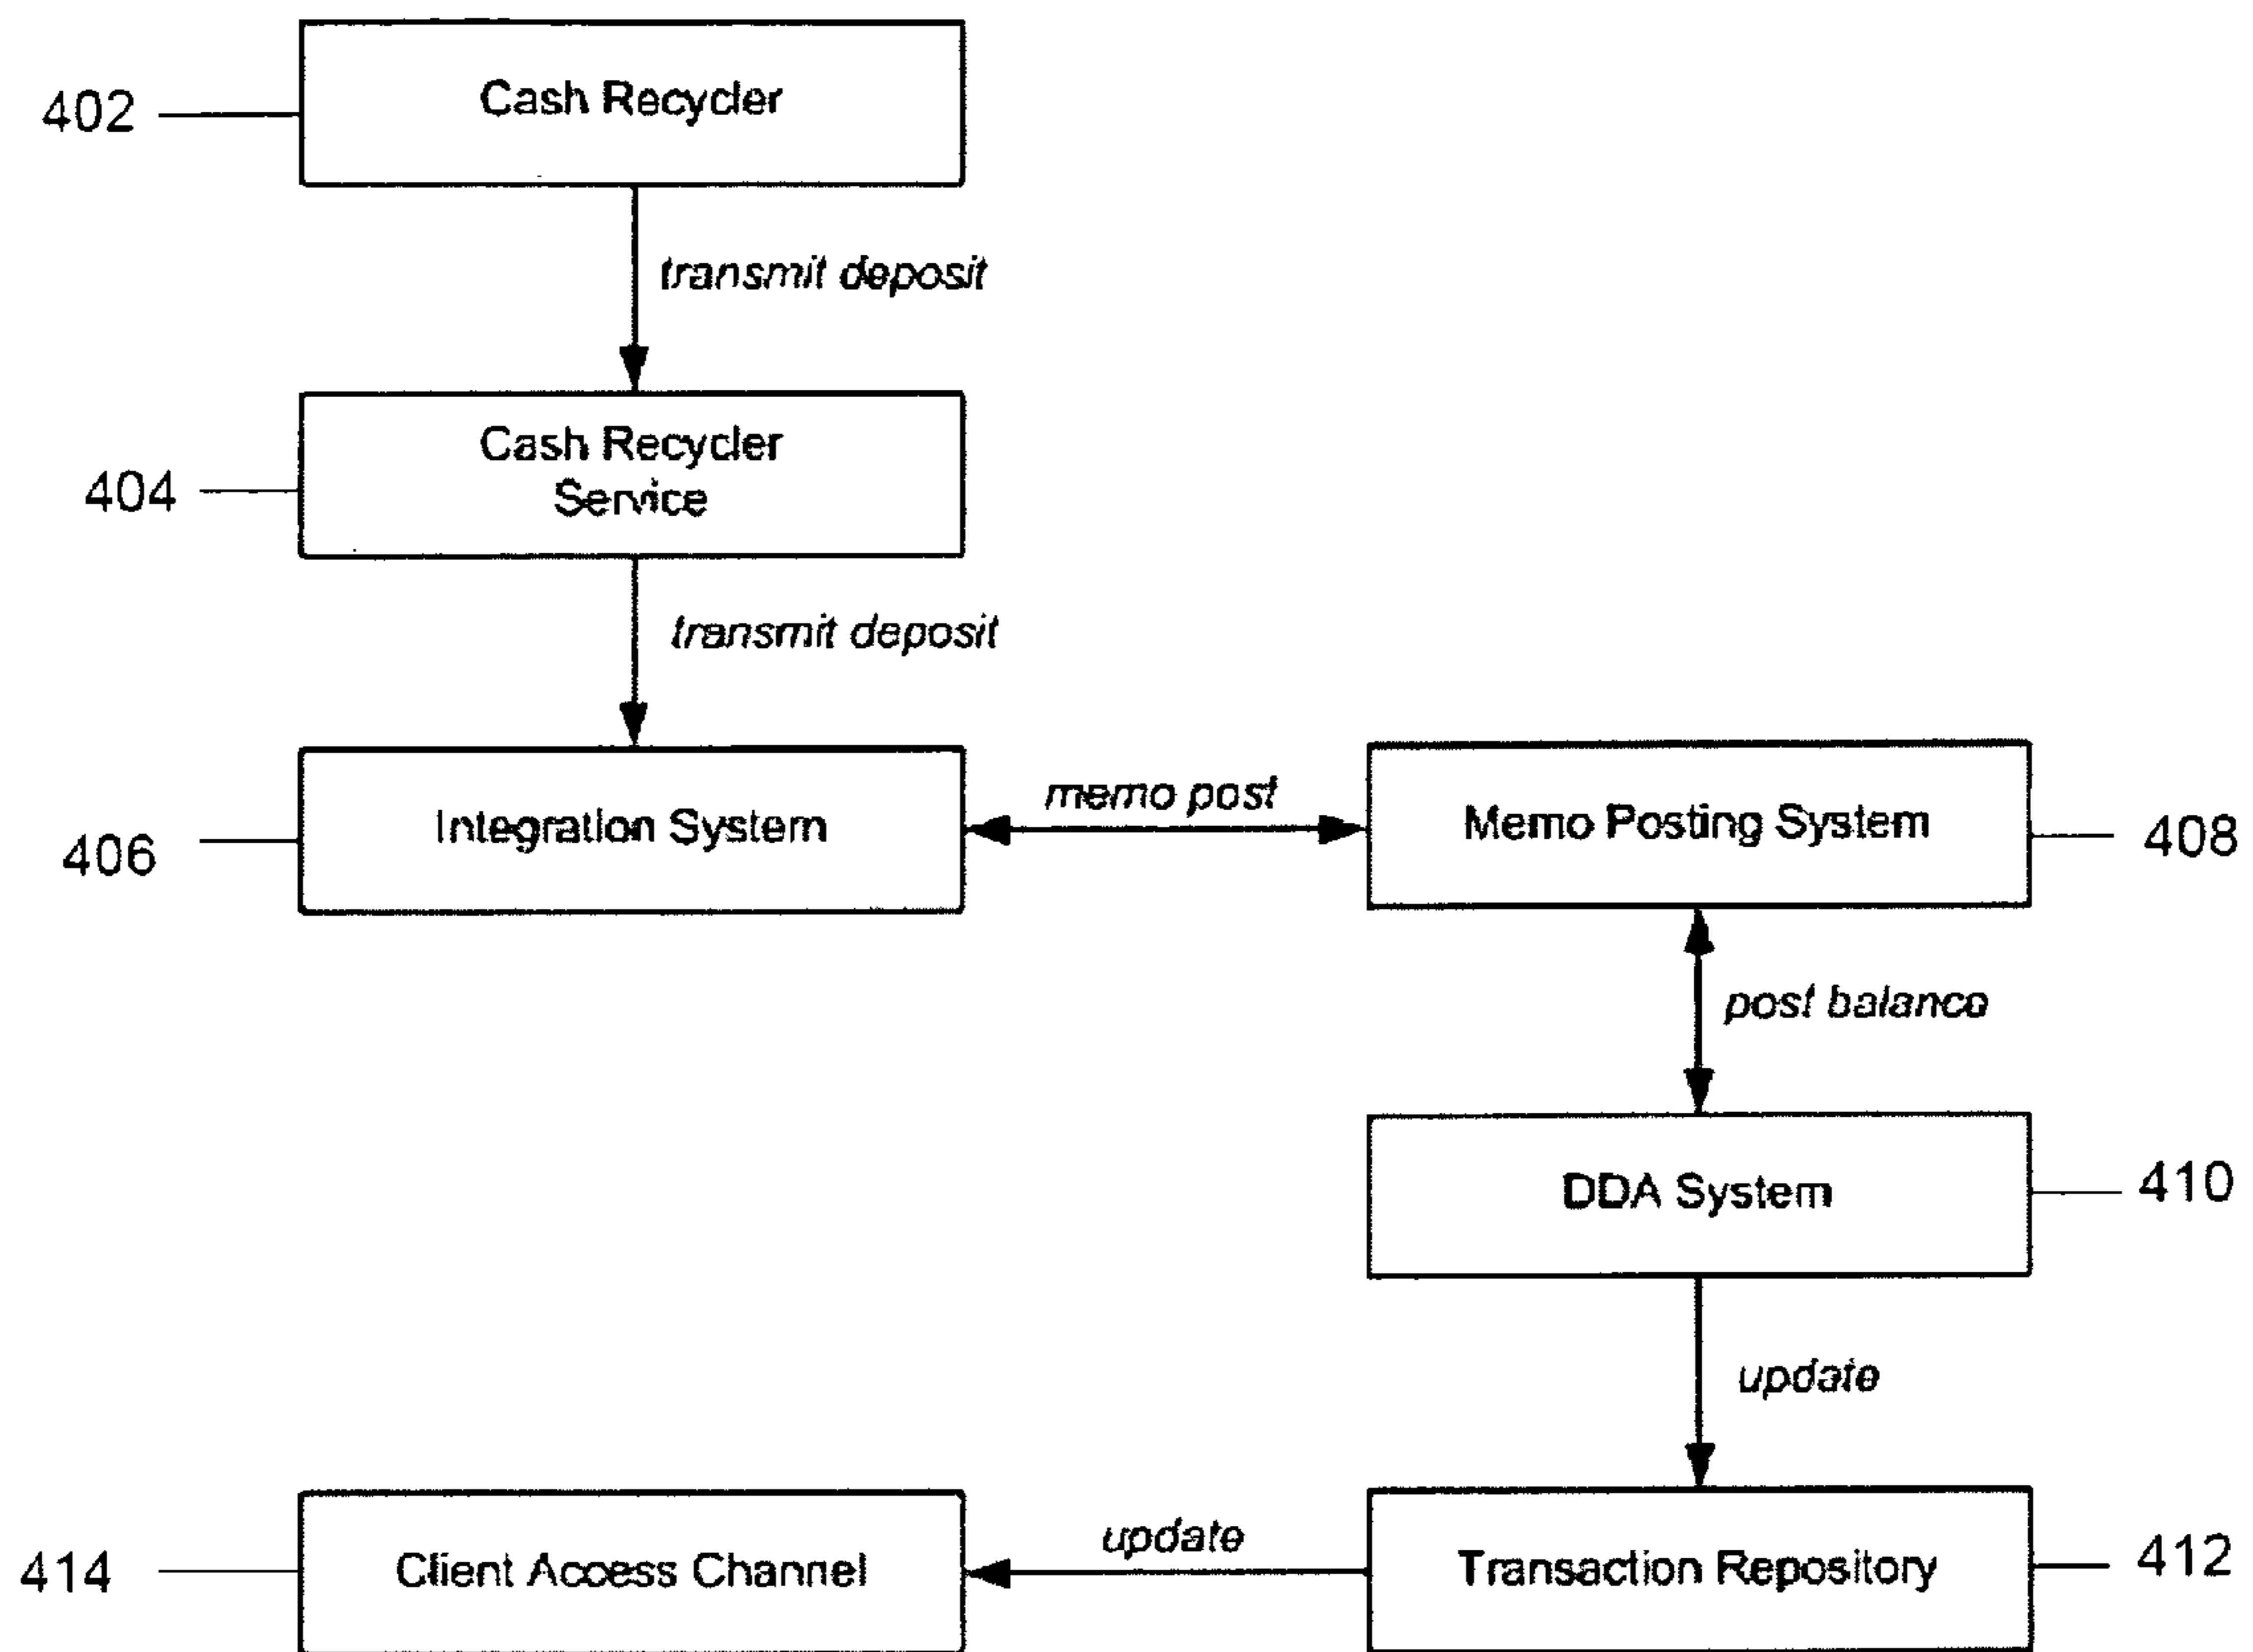 402
Cash Recycler
transmit deposit
404
Cash Recycler
Service
transmit deposit
406
Integration System
memo post
Memo Posting System
408
post balance
DDA System
410
update
414
Client Access Channel
update
Transaction Repository
412